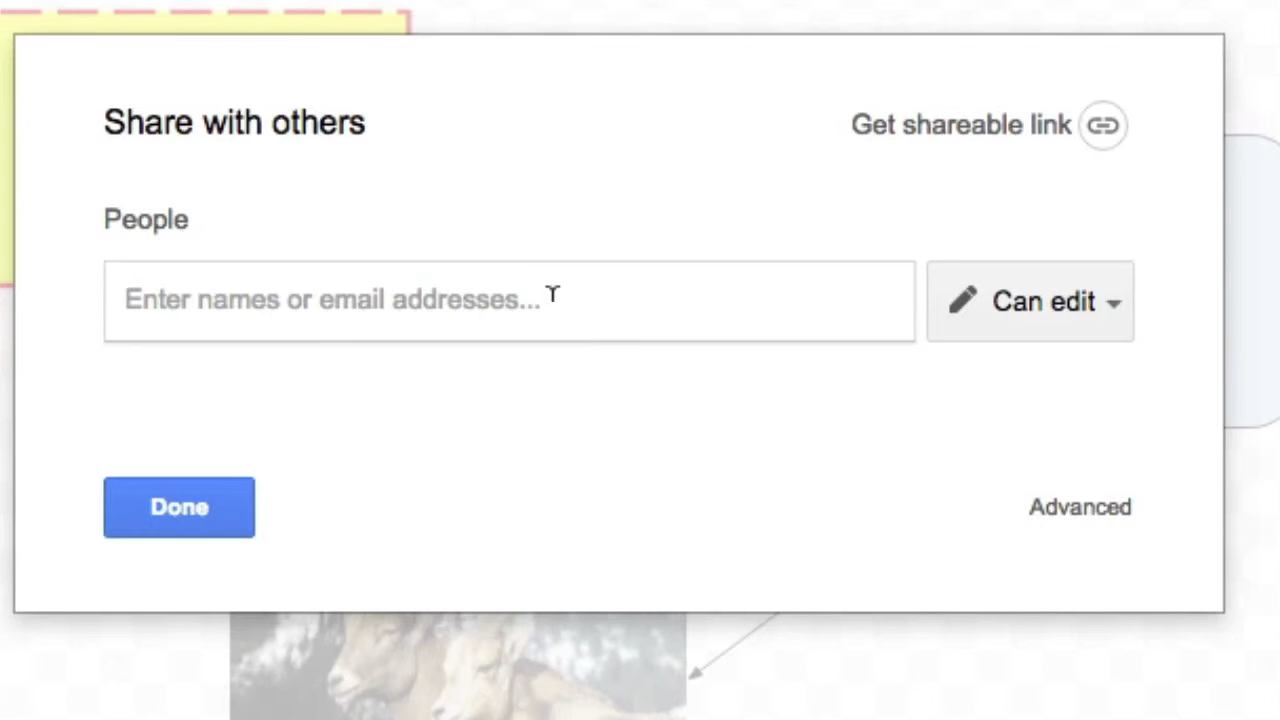 Share with others
Get shareable link
People
Enter names or email addresses...
Can edit
Done
Advanced